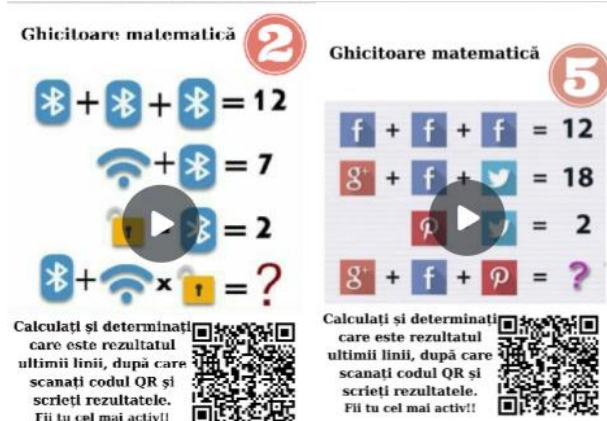 Ghicitoare matematică
2
+ + = 12
+ = 7
- = 2
+ x = ?
Calculați și determinați
care este rezultatul
ultimii linii, după care
scanați codul QR și
scrieți rezultatele.
Fii tu cel mai activ!!
Ghicitoare matematică
5
f + f + f = 12
g+ + f + = 18
= 2
g+ + f + = ?
Calculați și determinați
care este rezultatul
ultimii linii, după care
scanați codul QR și
scrieți rezultatele.
Fii tu cel mai activ!!